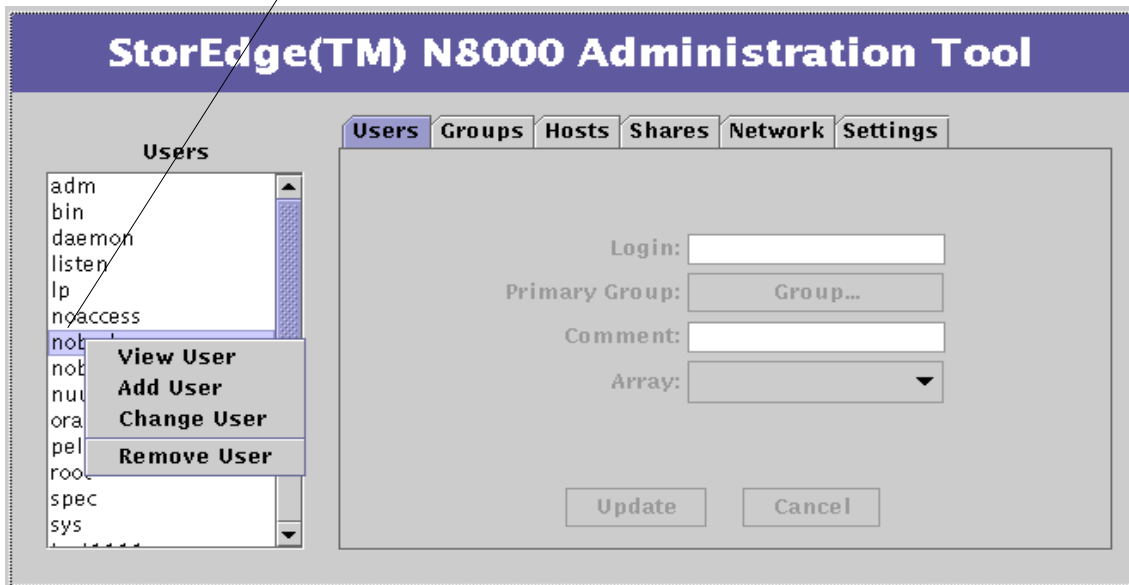 StorEdge(TM) N8000 Administration Tool
Users Groups Hosts Shares Network Settings
Users
adm
bin
daemon
listen
lp
noaccess
View User
Add User
Change User
Remove User
root
spec
sys
Login:
Primary Group: Group...
Comment:
Array:
Update Cancel